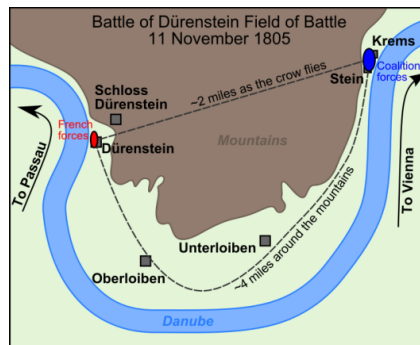 Battle of Dürenstein Field of Battle
11 November 1805
Krems
Coalition
forces
Stein
~2 miles as the crow flies
Schloss
Dürenstein
French
forces
Dürenstein
Mountains
To Passau
To Vienna
~4 miles around the mountains
Unterloiben
Oberloiben
Danube